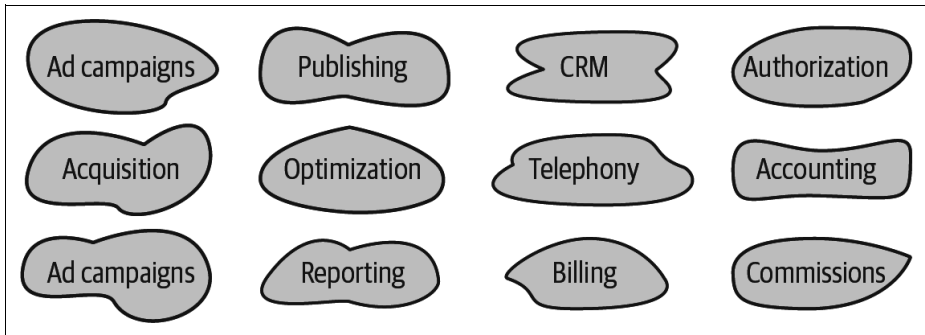 Ad campaigns
Publishing
CRM
Authorization
Acquisition
Optimization
Telephony
Accounting
Ad campaigns
Reporting
Billing
Commissions